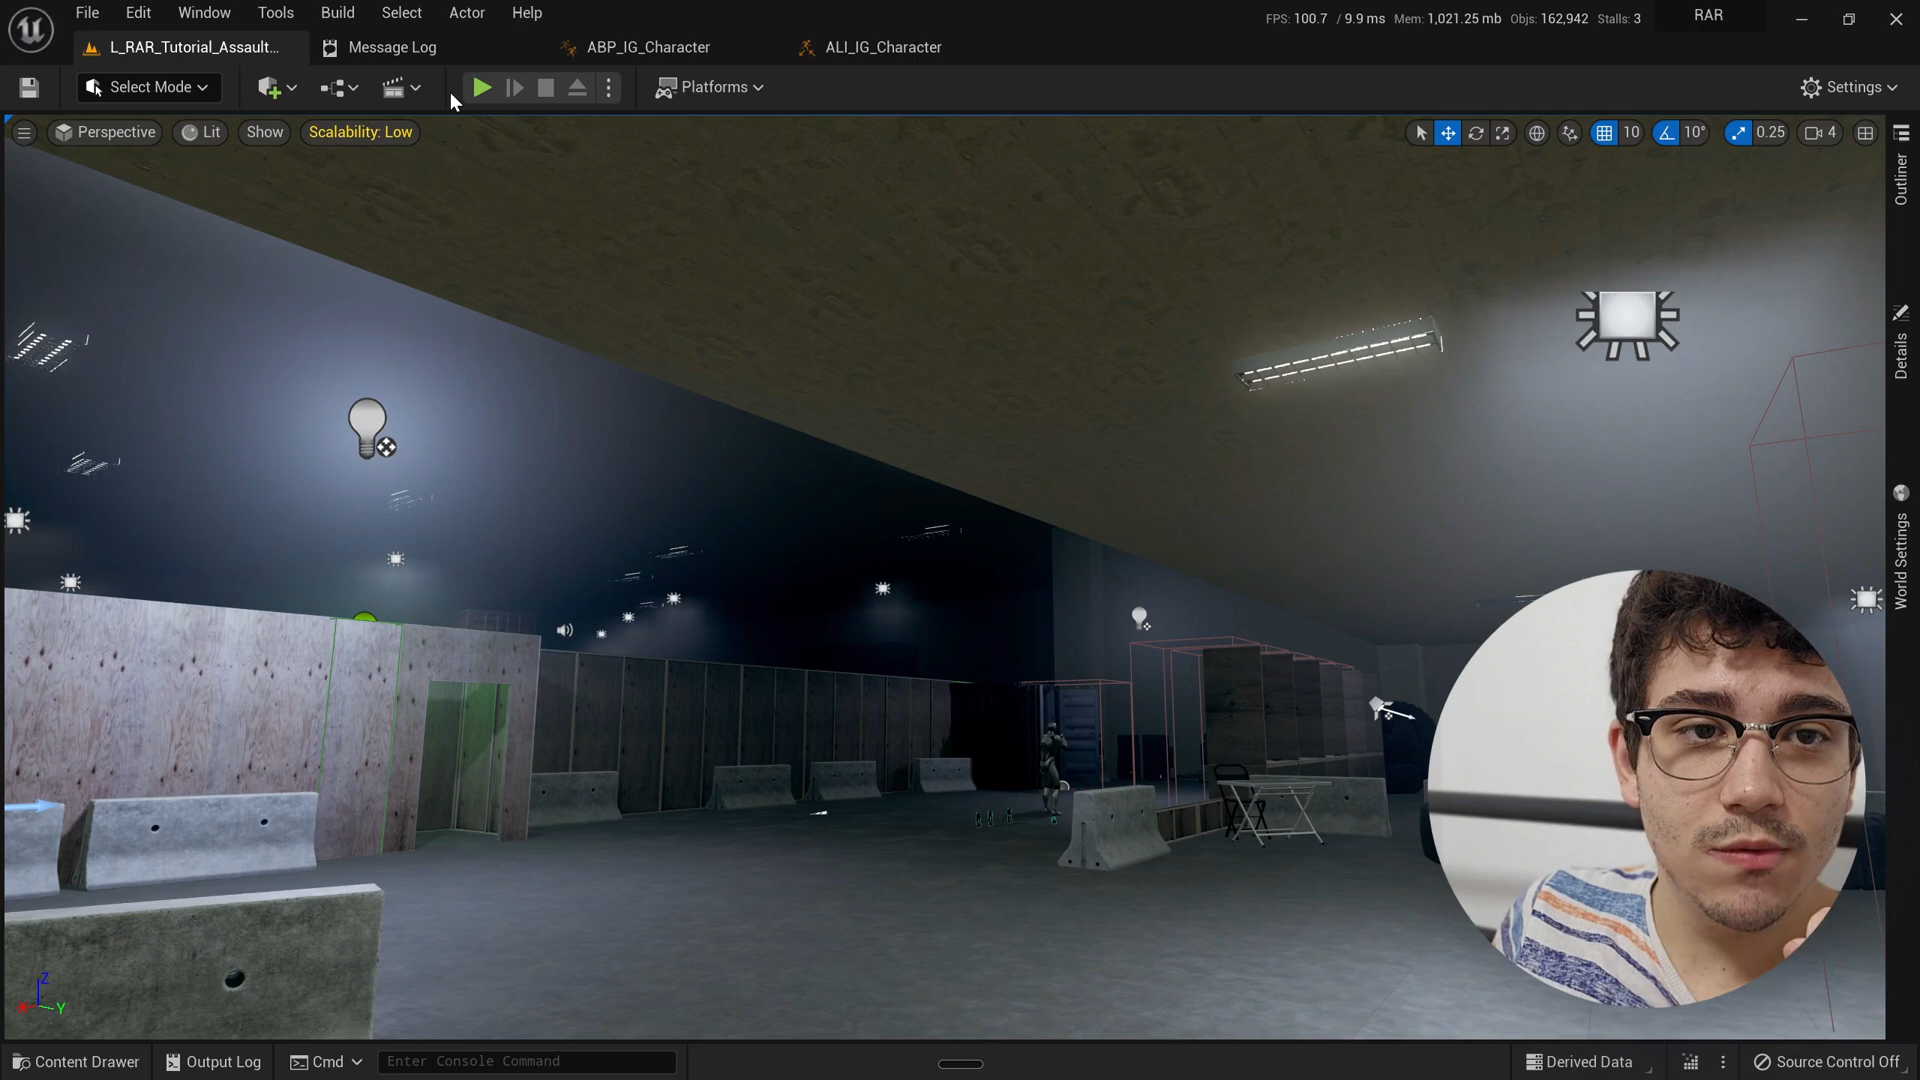 File Edit Window Tools Build Select Actor Help
FPS: 100.7 / 9.9 ms Mem: 1,021.25 mb Objs: 162,942 Stalls: 3
RAR
L_RAR_Tutorial_Assault...
Message Log
ABP_IG_Character
ALI_IG_Character
Select Mode
Platforms
Settings
Perspective
Lit
Show
Scalability: Low
10
10°
0.25
4
Outliner
Details
World Settings
Z
X
Y
Content Drawer
Output Log
Cmd
Enter Console Command
Derived Data
Source Control Off